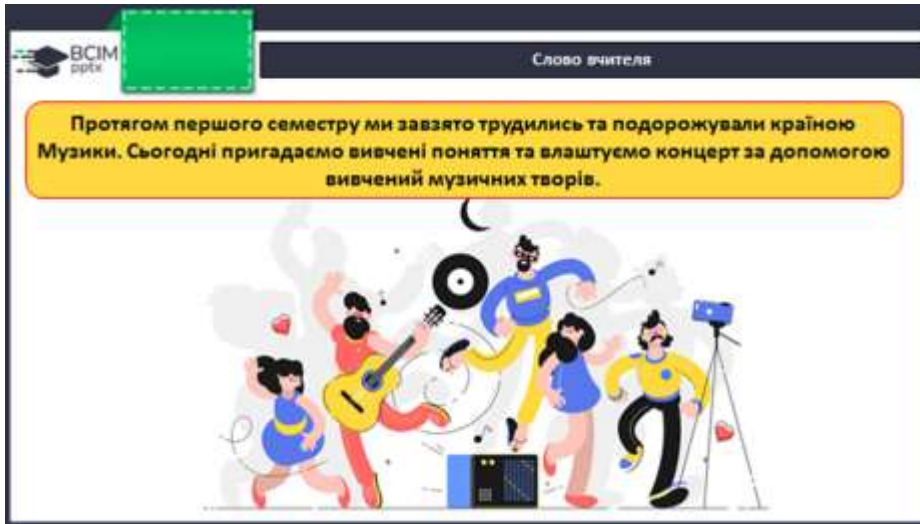 ВСІМ
pptx
Слово вчителя
Протягом першого семестру ми завзято трудились та подорожували країною
Музики. Сьогодні пригадаємо вивчені поняття та влаштуємо концерт за допомогою
вивчений музичних творів.